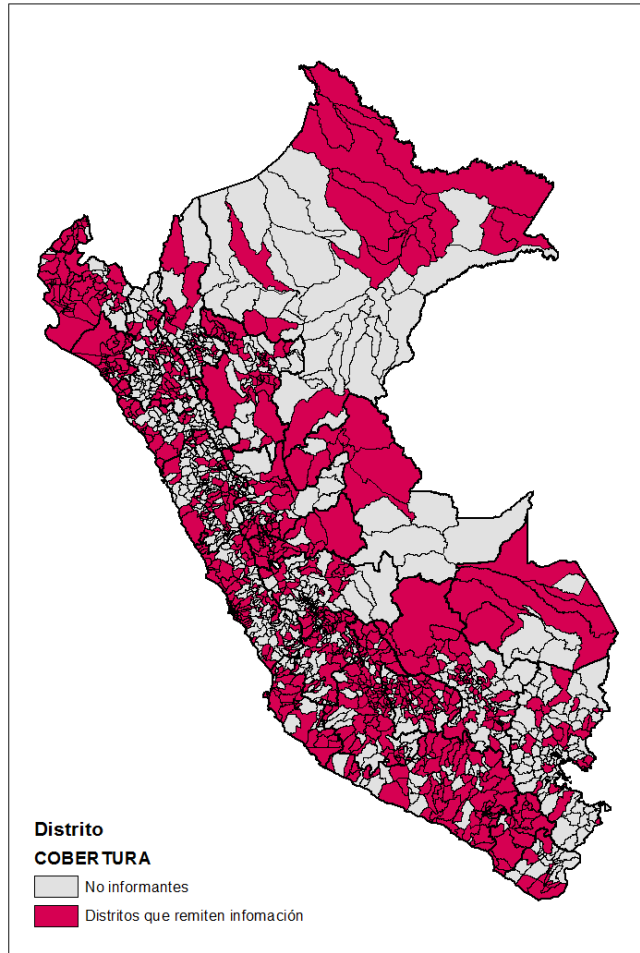 Distrito
COBERTURA
No informantes
Distritos que remiten infomación